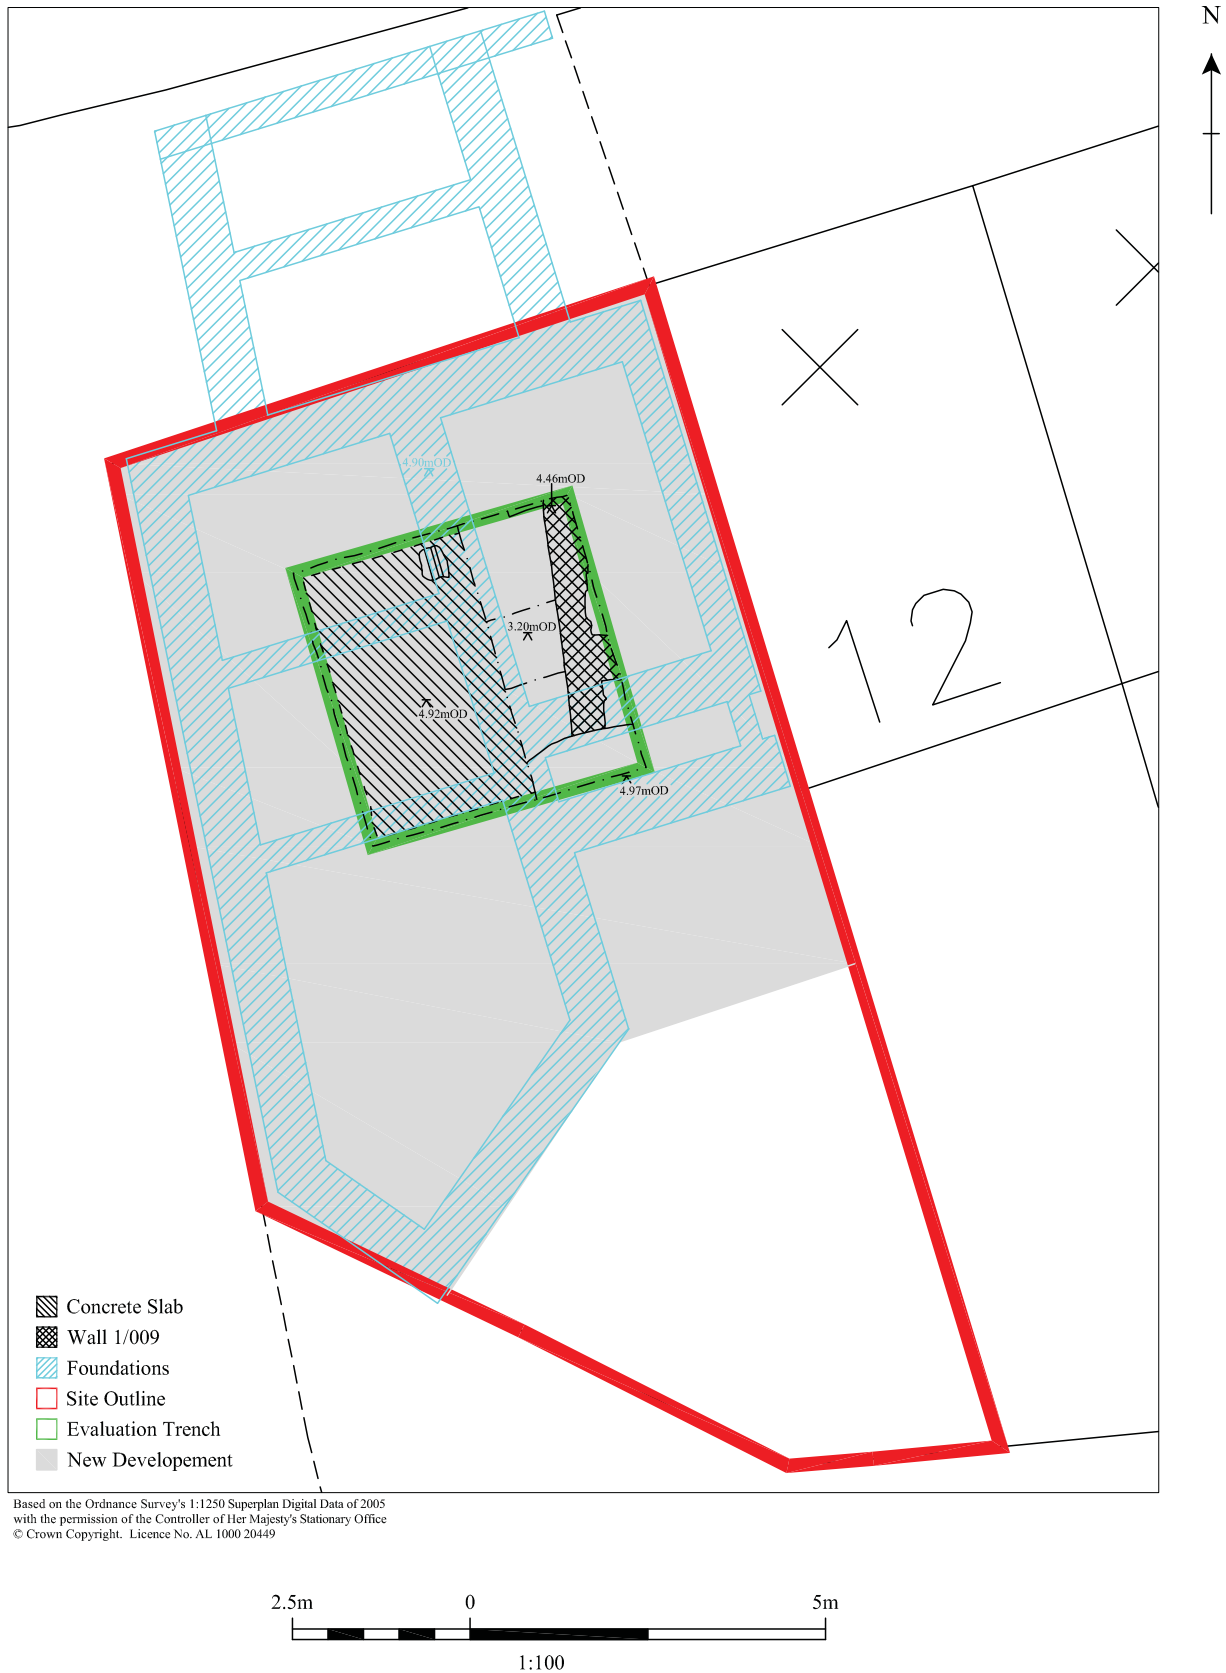 N
4.90mOD
4.46mOD
3.20mOD
4.92mOD
4.97mOD
12
Concrete Slab
Wall 1/009
Foundations
Site Outline
Evaluation Trench
New Developement
Based on the Ordnance Survey's 1:1250 Superplan Digital Data of 2005
with the permission of the Controller of Her Majesty's Stationary Office
© Crown Copyright. Licence No. AL 1000 20449
2.5m 0 5m
1:100